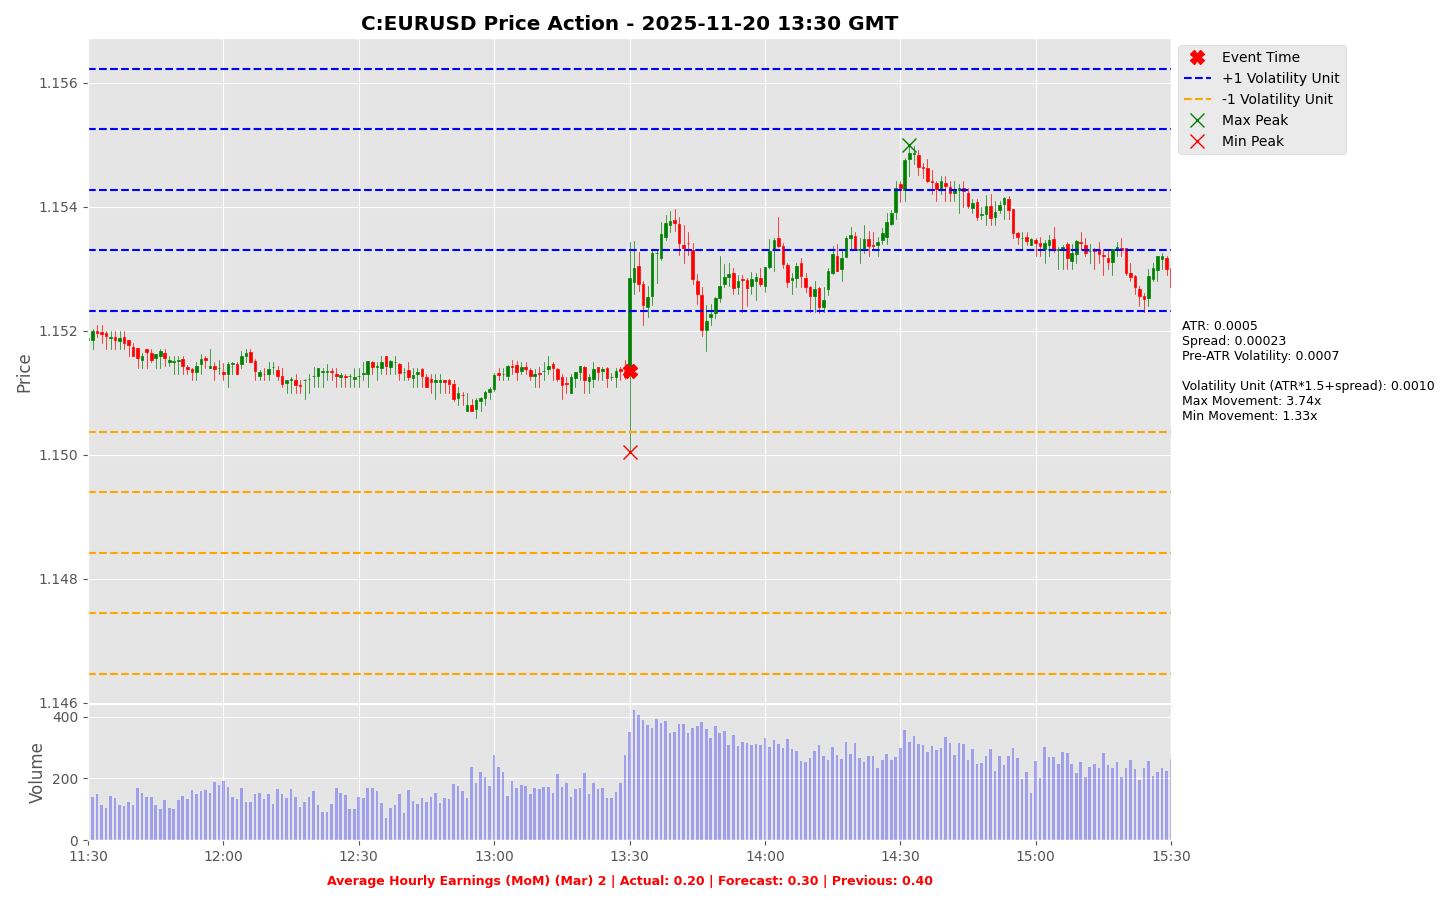 C:EURUSD Price Action - 2025-11-20 13:30 GMT
Event Time
+1 Volatility Unit
-1 Volatility Unit
Max Peak
Min Peak
Price
1.156
1.154
1.152
1.150
1.148
1.146
ATR: 0.0005
Spread: 0.00023
Pre-ATR Volatility: 0.0007
Volatility Unit (ATR*1.5+spread): 0.0010
Max Movement: 3.74x
Min Movement: 1.33x
Volume
400
200
0
11:30 12:00 12:30 13:00 13:30 14:00 14:30 15:00 15:30
Average Hourly Earnings (MoM) (Mar) 2 | Actual: 0.20 | Forecast: 0.30 | Previous: 0.40